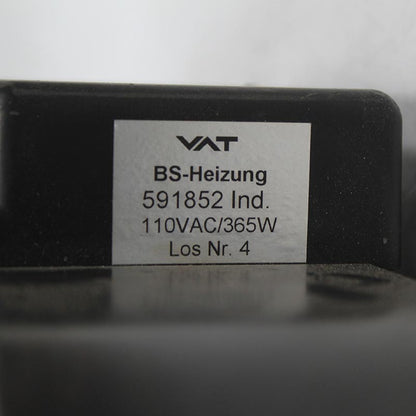 VAT
BS-Heizung
591852 Ind.
110VAC/365W
Los Nr. 4